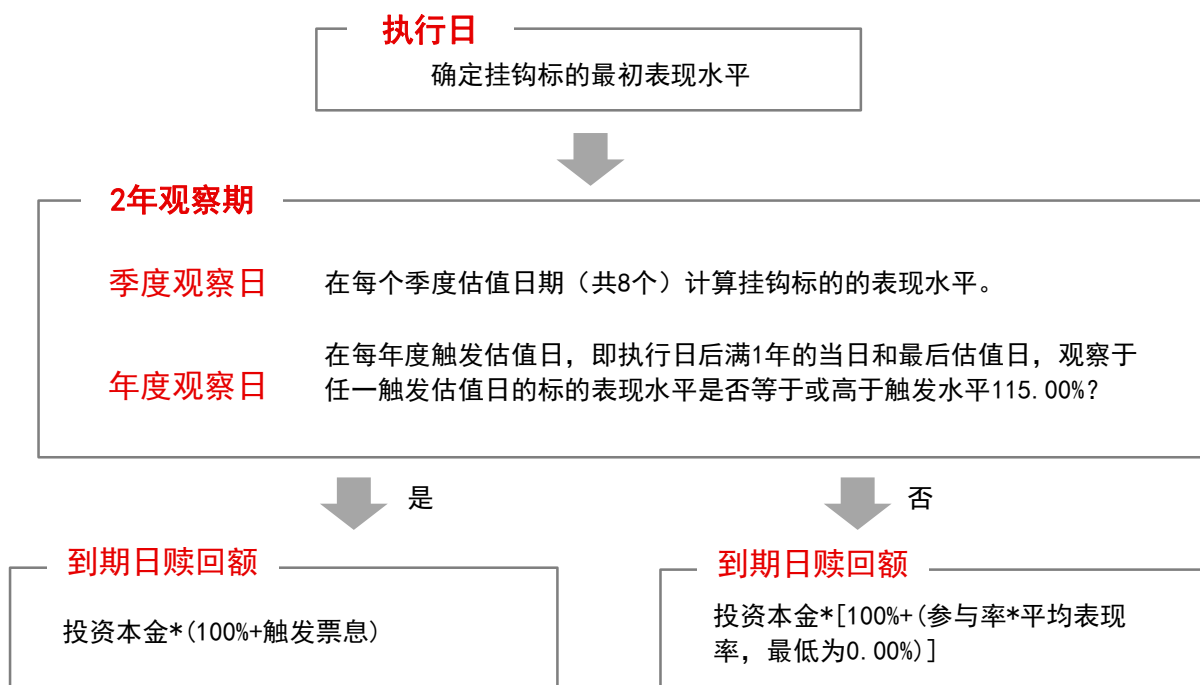 执行日
确定挂钩标的最初表现水平
2年观察期
季度观察日
在每个季度估值日期（共8个）计算挂钩标的的表现水平。
年度观察日
在每年度触发估值日，即执行日后满1年的当日和最后估值日，观察于
任一触发估值日的标的表现水平是否等于或高于触发水平115.00%?
是
否
到期日赎回额
投资本金*(100%+触发票息)
到期日赎回额
投资本金*[100%+(参与率*平均表现
率，最低为0.00%)]